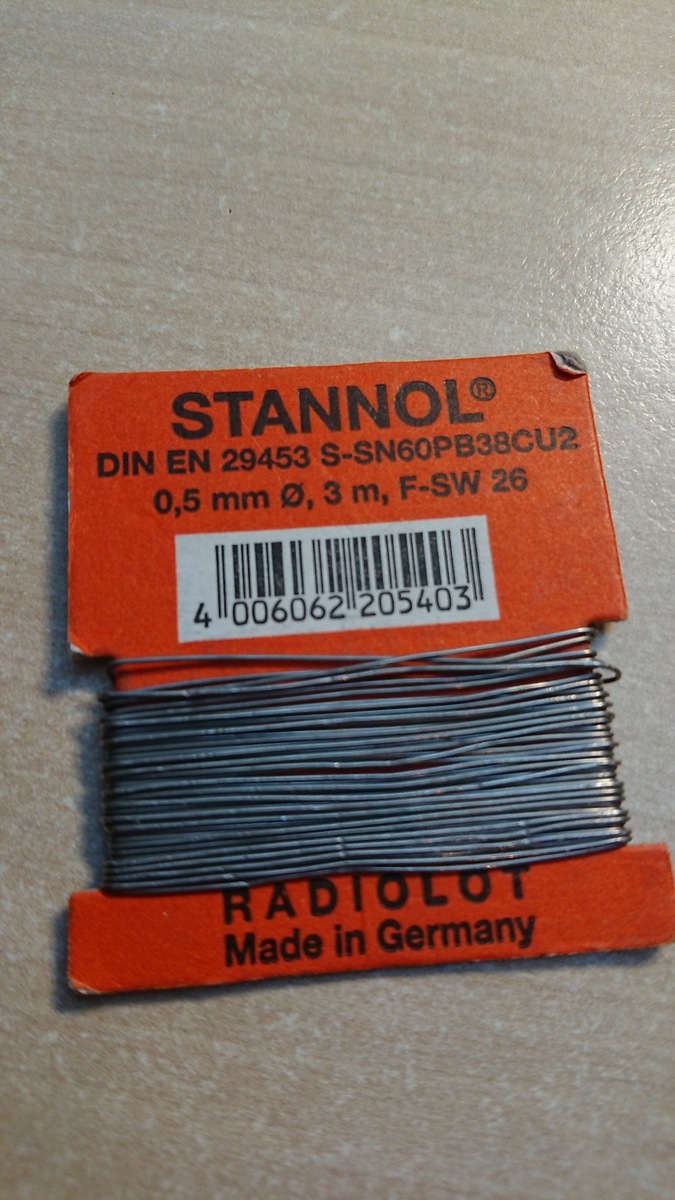 STANNOL®
DIN EN 29453 S-SN60PB38CU2
0,5 mm Ø, 3 m, F-SW 26
4 006062 205403
RADIOLOT
Made in Germany